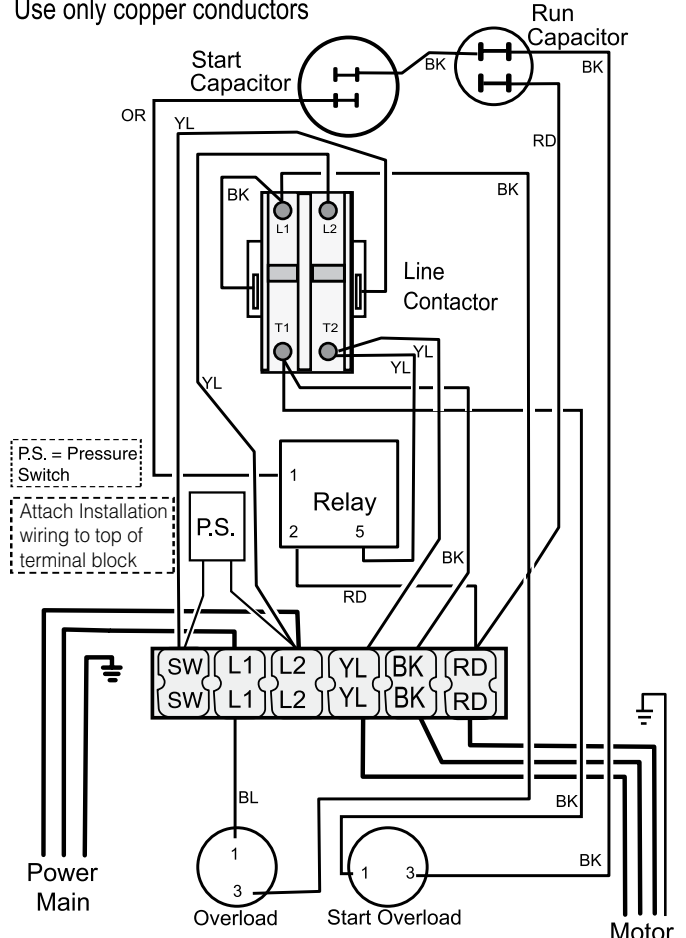 Use only copper conductors
Run
Capacitor
Start
Capacitor
BK
BK
OR
YL
RD
BK
BK
L1
L2
Line
Contactor
T1
T2
YL
YL
YL
P.S. = Pressure
Switch
1
Relay
Attach Installation
wiring to top of
terminal block
P.S.
2
5
BK
RD
SW
L1
L2
YL
BK
RD
SW
L1
L2
YL
BK
RD
BL
BK
1
3
1
3
BK
Power
Main
Overload
Start Overload
Motor